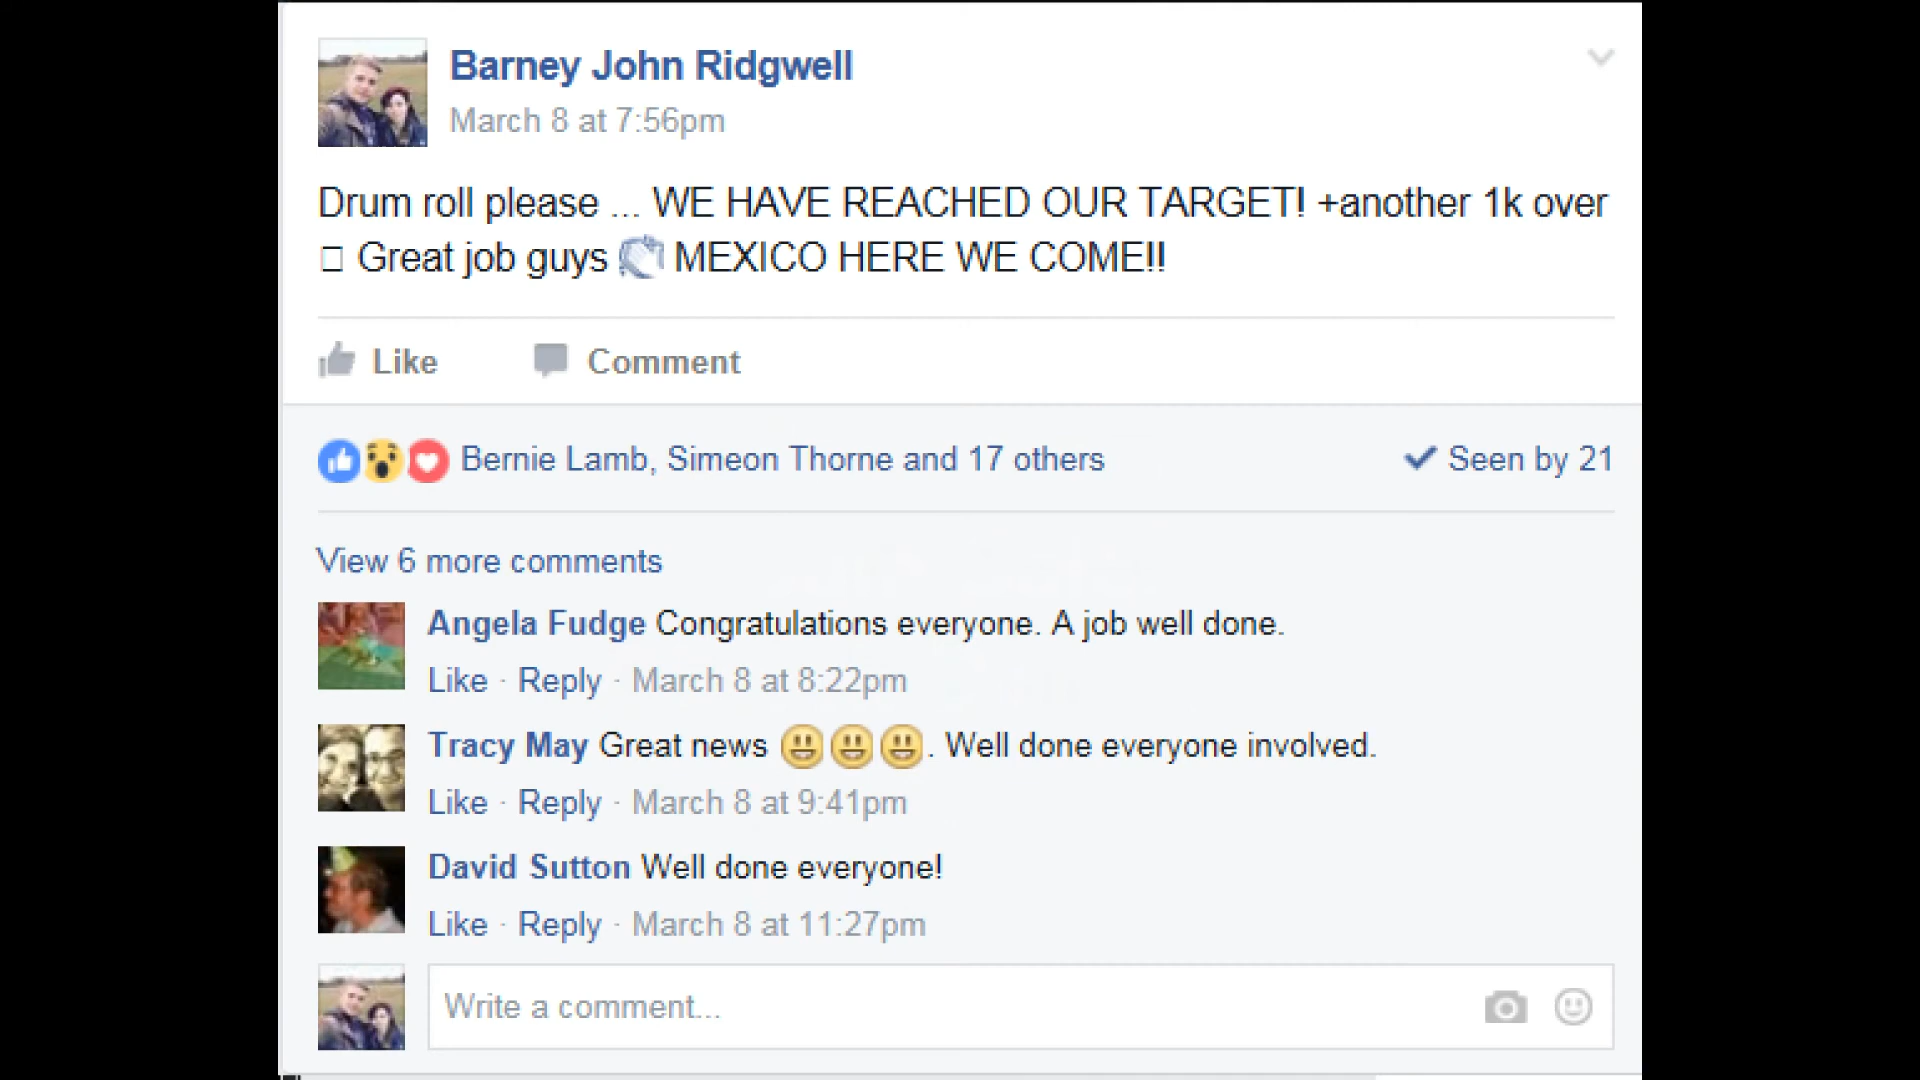 Barney John Ridgwell
March 8 at 7:56pm
Drum roll please ... WE HAVE REACHED OUR TARGET! +another 1k over
□ Great job guys 👏 MEXICO HERE WE COME!!
Like Comment
Bernie Lamb, Simeon Thorne and 17 others Seen by 21
View 6 more comments
Angela Fudge Congratulations everyone. A job well done.
Like · Reply · March 8 at 8:22pm
Tracy May Great news 😃😃😃. Well done everyone involved.
Like · Reply · March 8 at 9:41pm
David Sutton Well done everyone!
Like · Reply · March 8 at 11:27pm
Write a comment...